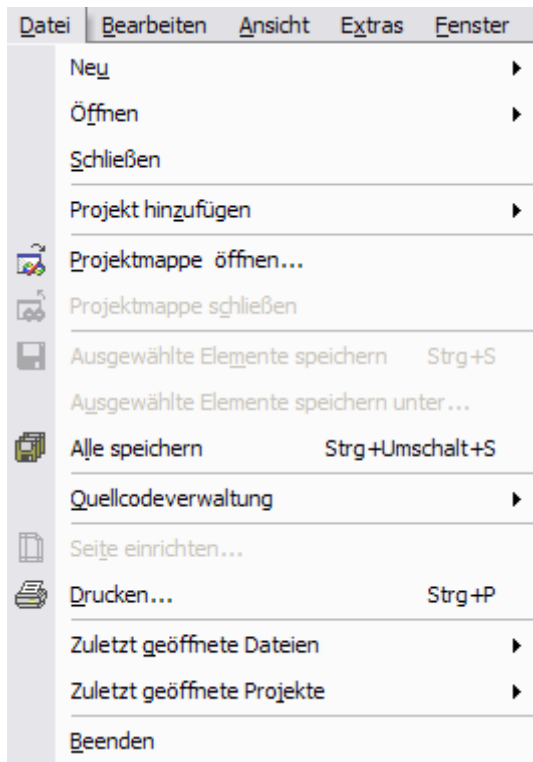 Datei Bearbeiten Ansicht Extras Fenster
Neu
Öffnen
Schließen
Projekt hinzufügen
Projektmappe öffnen...
Projektmappe schließen
Ausgewählte Elemente speichern Strg+S
Ausgewählte Elemente speichern unter...
Alle speichern Strg+Umschalt+S
Quellcodeverwaltung
Seite einrichten...
Drucken... Strg+P
Zuletzt geöffnete Dateien
Zuletzt geöffnete Projekte
Beenden